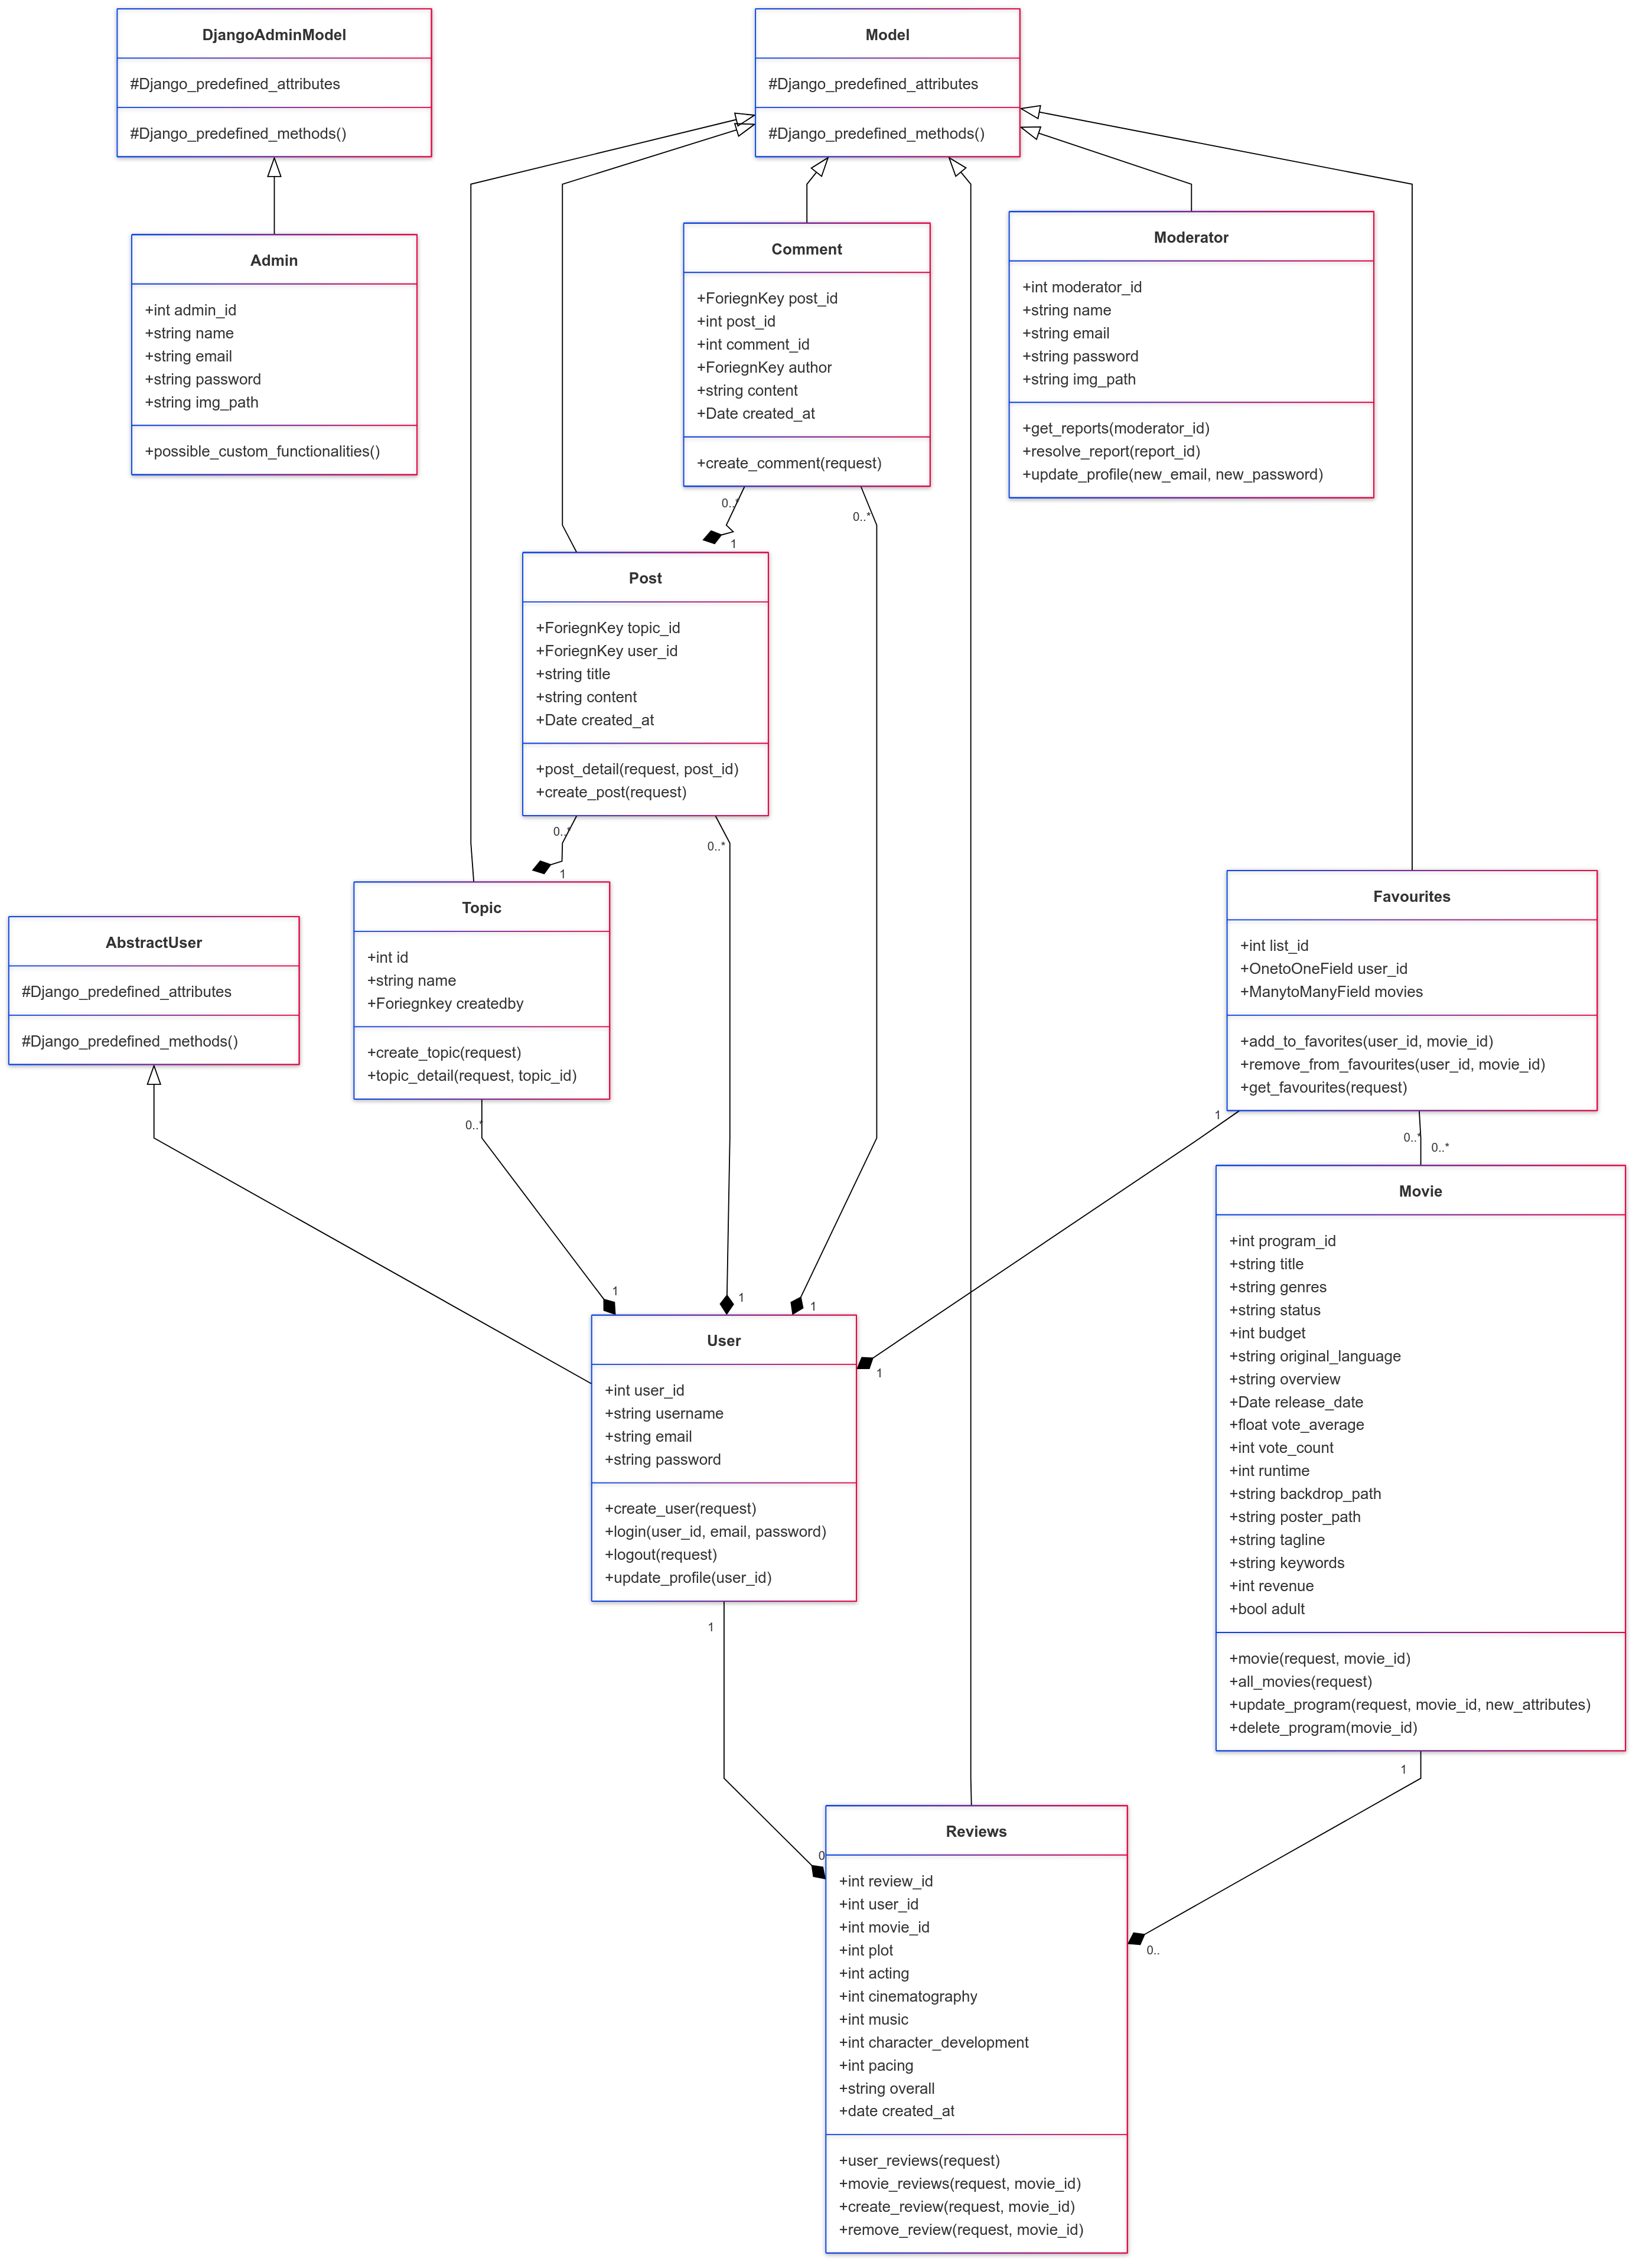 DjangoAdminModel
#Django_predefined_attributes
#Django_predefined_methods()
Model
#Django_predefined_attributes
#Django_predefined_methods()
Admin
+int admin_id
+string name
+string email
+string password
+string img_path
+possible_custom_functionalities()
Comment
+ForiegnKey post_id
+int post_id
+int comment_id
+ForiegnKey author
+string content
+Date created_at
+create_comment(request)
Moderator
+int moderator_id
+string name
+string email
+string password
+string img_path
+get_reports(moderator_id)
+resolve_report(report_id)
+update_profile(new_email, new_password)
0..*
0..*
1
Post
+ForiegnKey topic_id
+ForiegnKey user_id
+string title
+string content
+Date created_at
+post_detail(request, post_id)
+create_post(request)
0..*
0..*
1
Topic
+int id
+string name
+Foriegnkey createdby
+create_topic(request)
+topic_detail(request, topic_id)
AbstractUser
#Django_predefined_attributes
#Django_predefined_methods()
Favourites
+int list_id
+OnetoOneField user_id
+ManytoManyField movies
+add_to_favorites(user_id, movie_id)
+remove_from_favourites(user_id, movie_id)
+get_favourites(request)
0..*
1
0..*
0..*
1
1
1
1
User
+int user_id
+string username
+string email
+string password
+create_user(request)
+login(user_id, email, password)
+logout(request)
+update_profile(user_id)
Movie
+int program_id
+string title
+string genres
+string status
+int budget
+string original_language
+string overview
+Date release_date
+float vote_average
+int vote_count
+int runtime
+string backdrop_path
+string poster_path
+string tagline
+string keywords
+int revenue
+bool adult
+movie(request, movie_id)
+all_movies(request)
+update_program(request, movie_id, new_attributes)
+delete_program(movie_id)
1
1
0
0..
Reviews
+int review_id
+int user_id
+int movie_id
+int plot
+int acting
+int cinematography
+int music
+int character_development
+int pacing
+string overall
+date created_at
+user_reviews(request)
+movie_reviews(request, movie_id)
+create_review(request, movie_id)
+remove_review(request, movie_id)